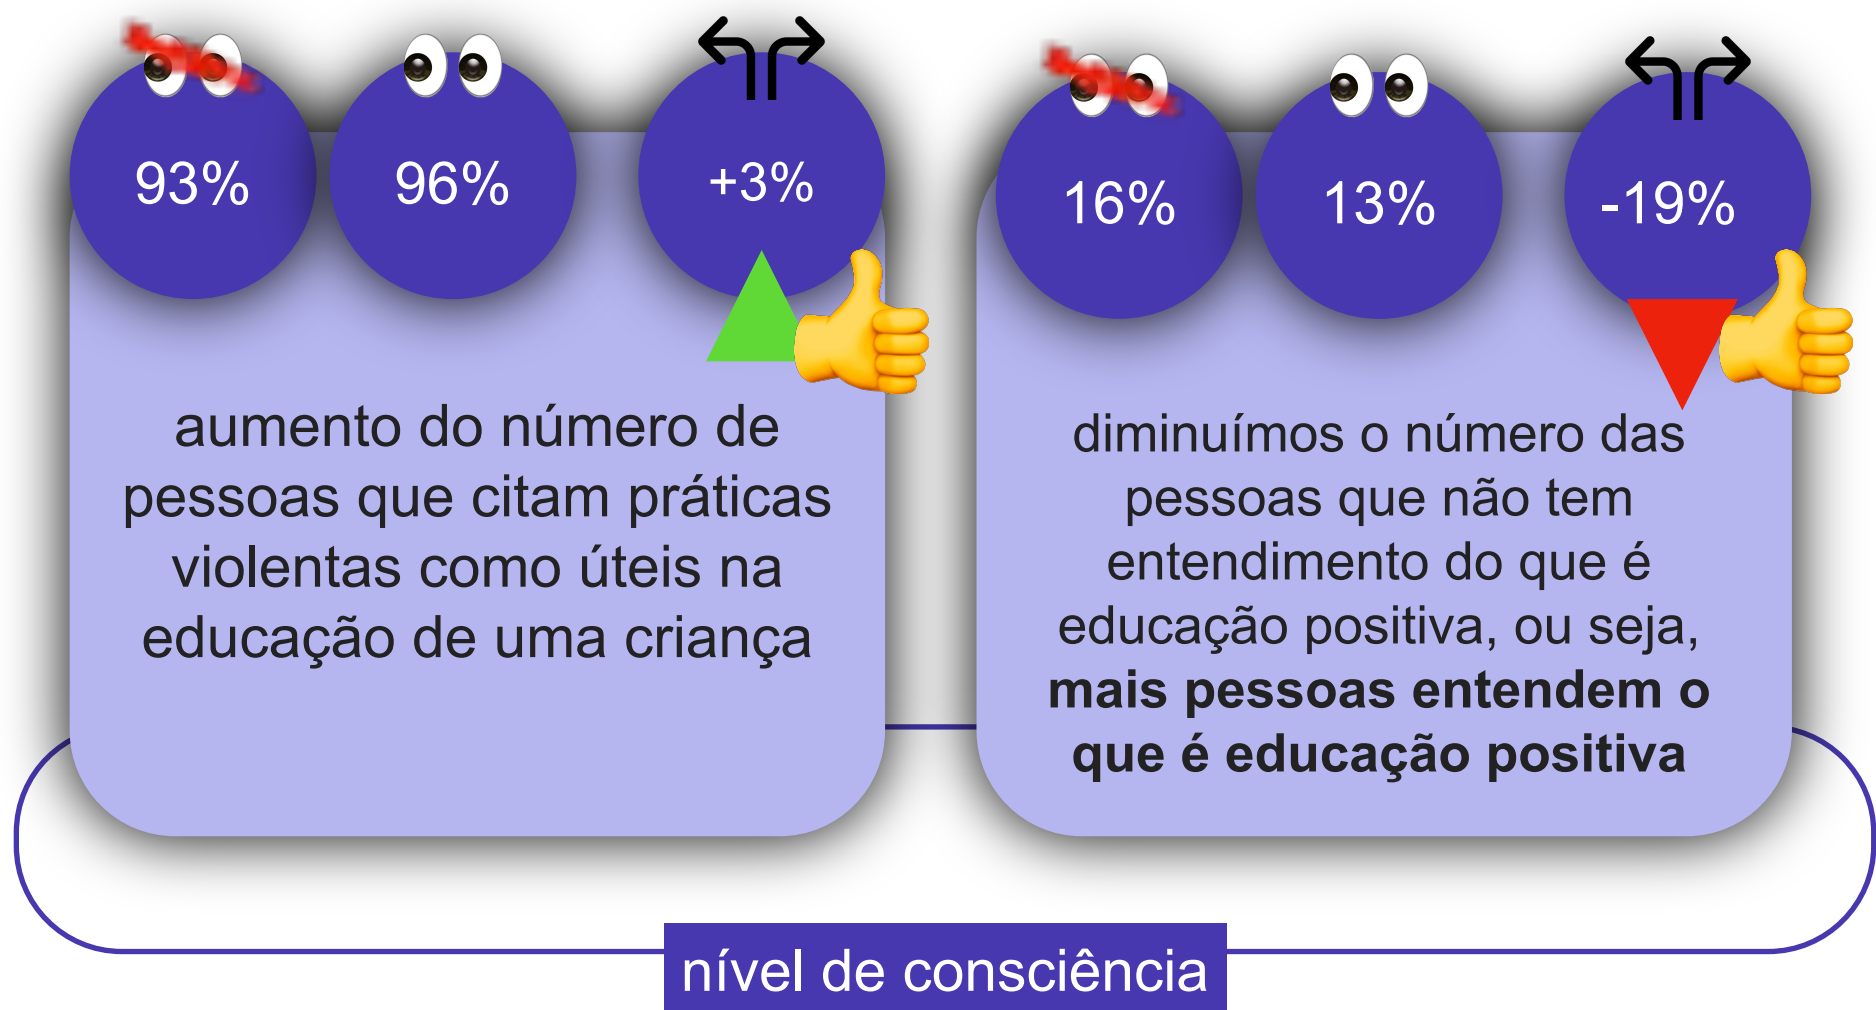 93%
96%
+3%
aumento do número de
pessoas que citam práticas
violentas como úteis na
educação de uma criança
16%
13%
-19%
diminuímos o número das
pessoas que não tem
entendimento do que é
educação positiva, ou seja,
mais pessoas entendem o
que é educação positiva
nível de consciência